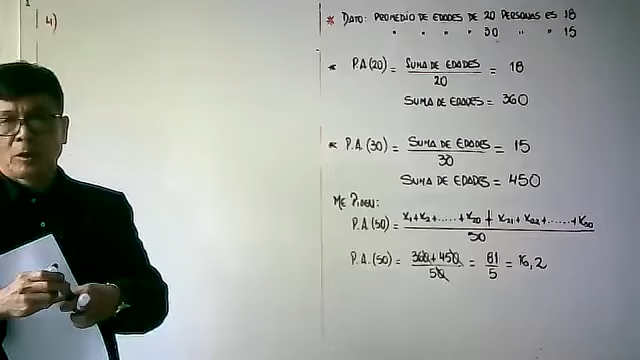 4)
* DATO: PROMEDIO DE EDADES DE 20 PERSONAS ES 18
" " " " 30 " " 15
* P.A(20) = SUMA DE EDADES / 20 = 18
SUMA DE EDADES = 360
* P.A.(30) = SUMA DE EDADES / 30 = 15
SUMA DE EDADES = 450
ME PIDEN:
P.A.(50) = x1+x2+.....+x20 + x21+x22+.....+x50 / 50
P.A.(50) = 360+450 / 50 = 81 / 5 = 16,2